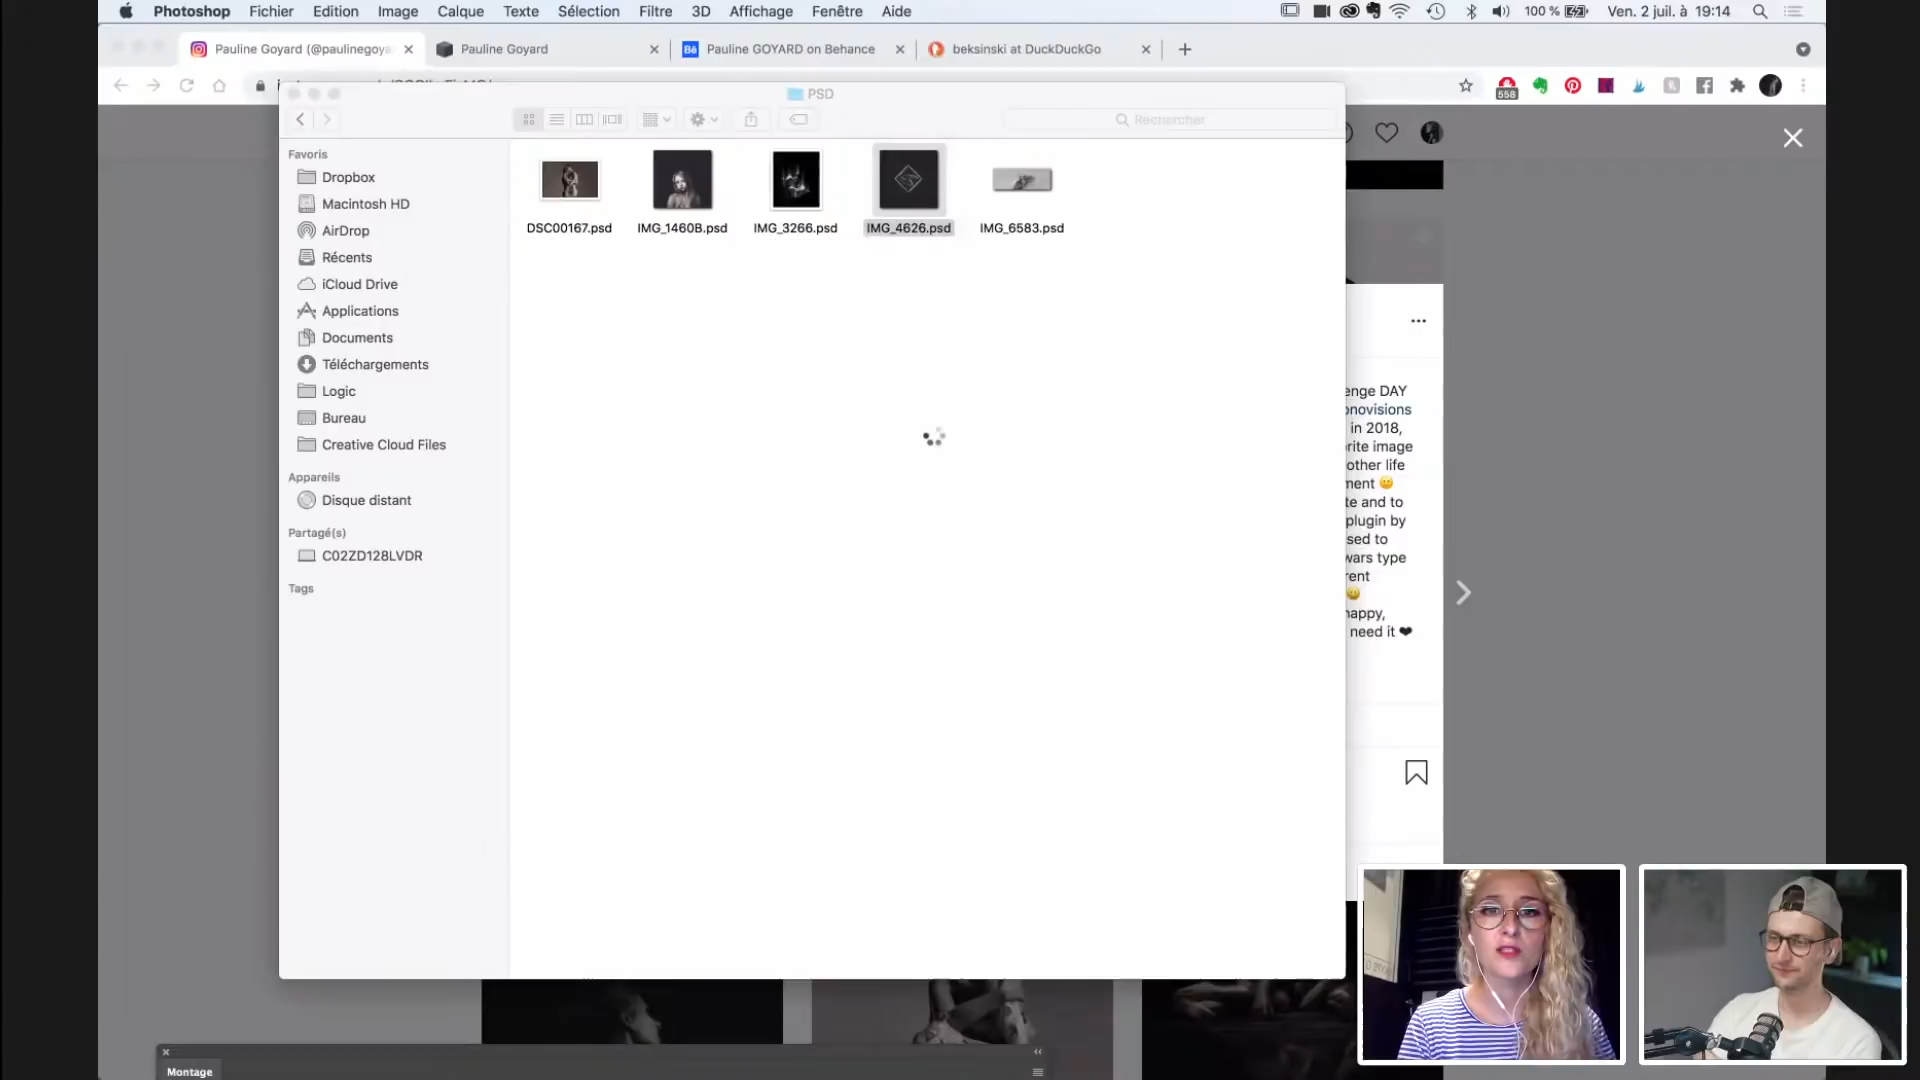 Photoshop Fichier Edition Image Calque Texte Sélection Filtre 3D Affichage Fenêtre Aide 100 % Ven. 2 juil. à 19:14
Pauline Goyard (@paulinegoya Pauline Goyard Pauline GOYARD on Behance beksinski at DuckDuckGo
558
PSD
Rechercher
Favoris
Dropbox
Macintosh HD
AirDrop
Récents
iCloud Drive
Applications
Documents
Téléchargements
Logic
Bureau
Creative Cloud Files
Appareils
Disque distant
Partagé(s)
C02ZD128LVDR
Tags
DSC00167.psd IMG_1460B.psd IMG_3266.psd IMG_4626.psd IMG_6583.psd
enge DAY
onovisions
in 2018,
rite image
other life
ment 😀
te and to
plugin by
sed to
wars type
rent
😀
happy,
need it ❤
Montage